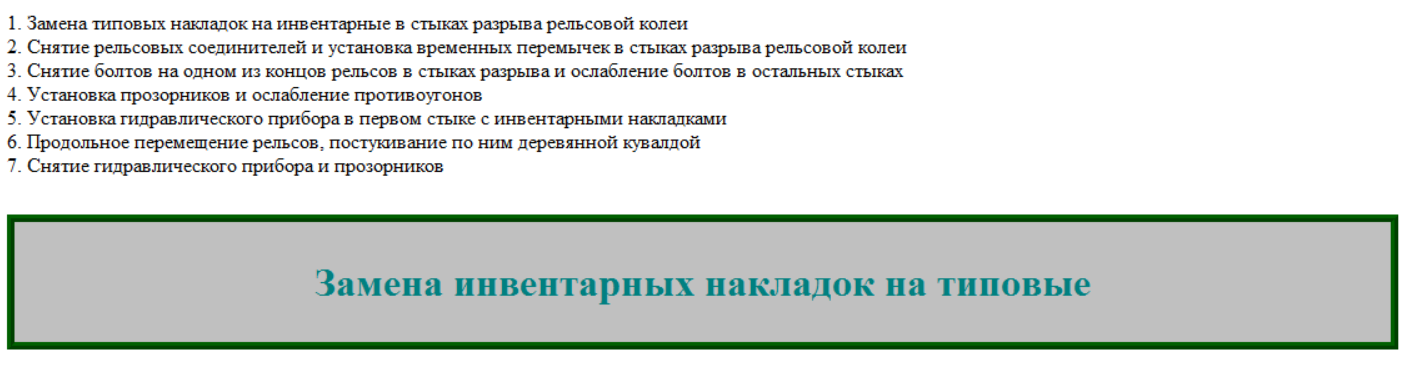 1. Замена типовых накладок на инвентарные в стыках разрыва рельсовой колеи
2. Снятие рельсовых соединителей и установка временных перемычек в стыках разрыва рельсовой колеи
3. Снятие болтов на одном из концов рельсов в стыках разрыва и ослабление болтов в остальных стыках
4. Установка прозорников и ослабление противоугонов
5. Установка гидравлического прибора в первом стыке с инвентарными накладками
6. Продольное перемещение рельсов, постукивание по ним деревянной кувалдой
7. Снятие гидравлического прибора и прозорников
Замена инвентарных накладок на типовые